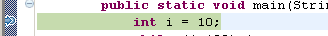 public static void main(Strin
int i = 10;